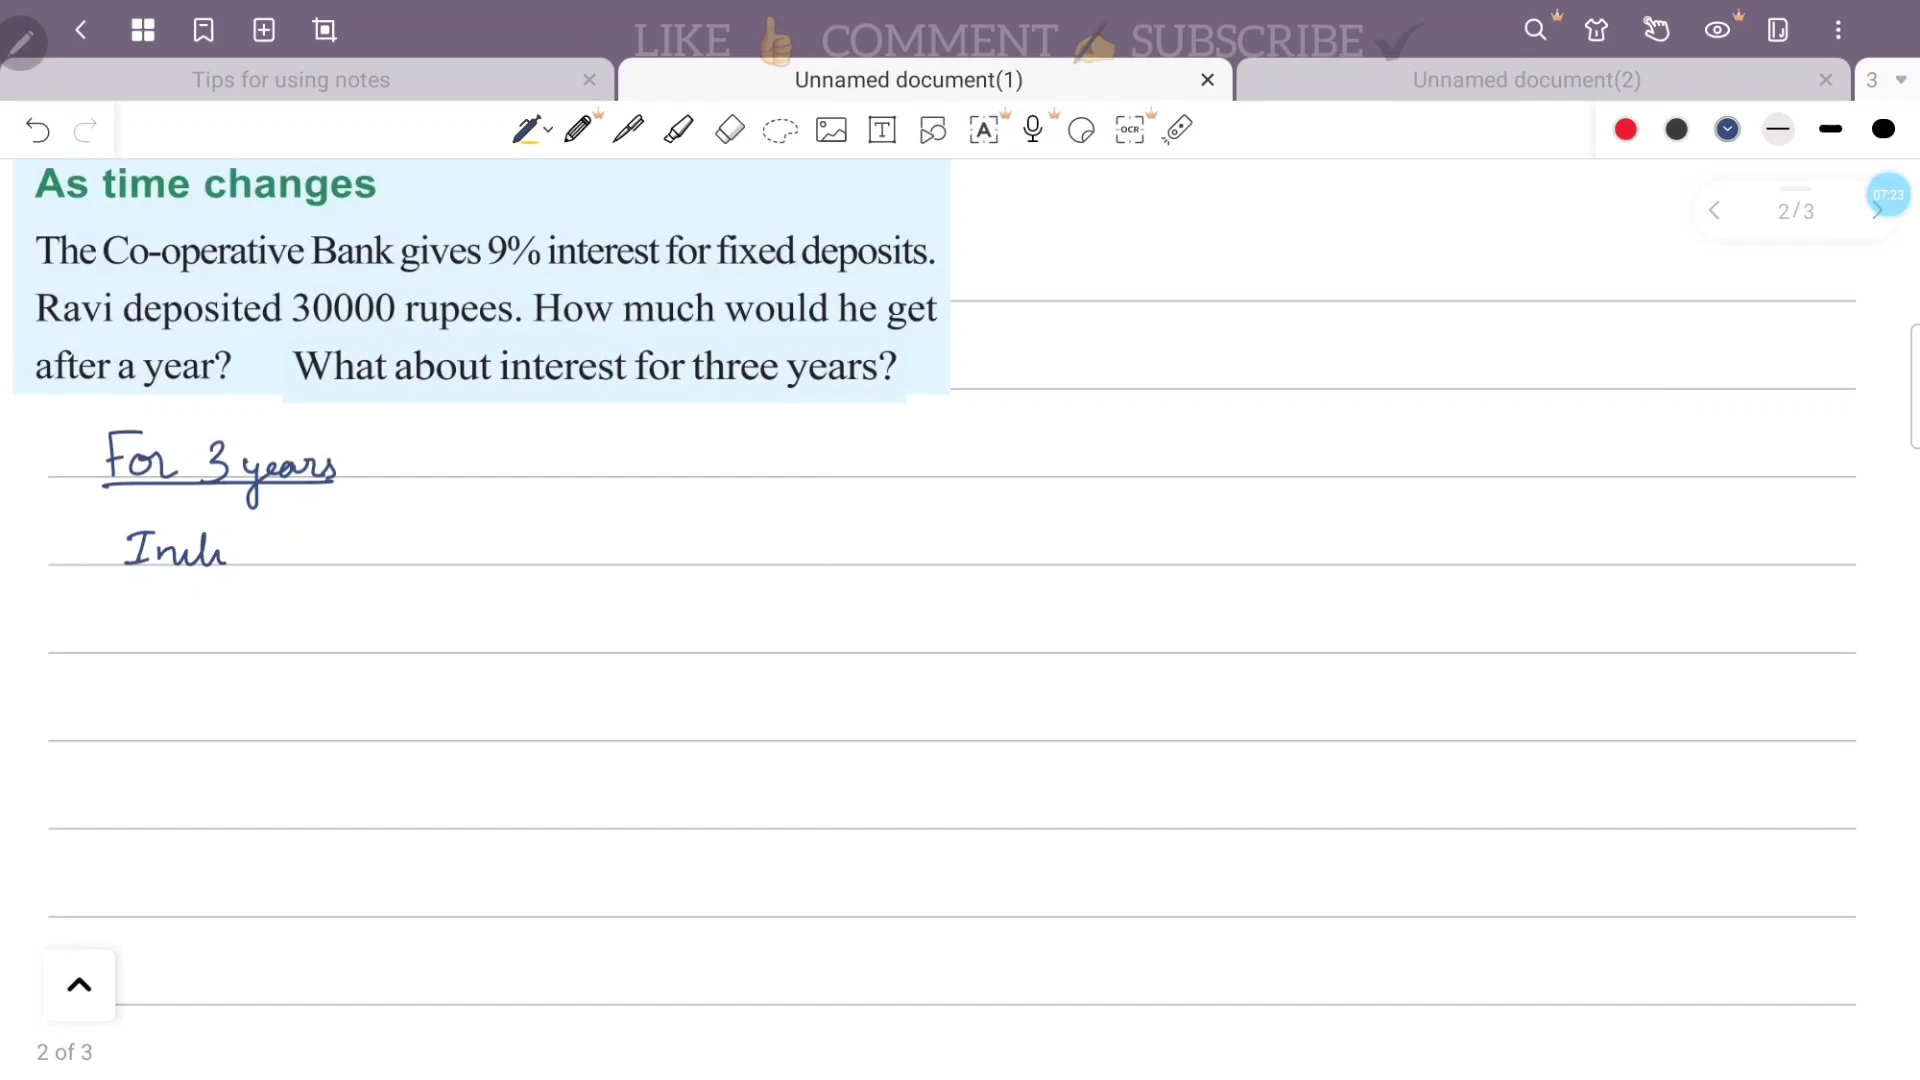 LIKE 👍 COMMENT ✍ SUBSCRIBE ✓
Tips for using notes
Unnamed document(1)
Unnamed document(2)
3
T
A
OCR
07:23
2/3
As time changes
The Co-operative Bank gives 9% interest for fixed deposits.
Ravi deposited 30000 rupees. How much would he get
after a year? What about interest for three years?
For 3 years
2 of 3